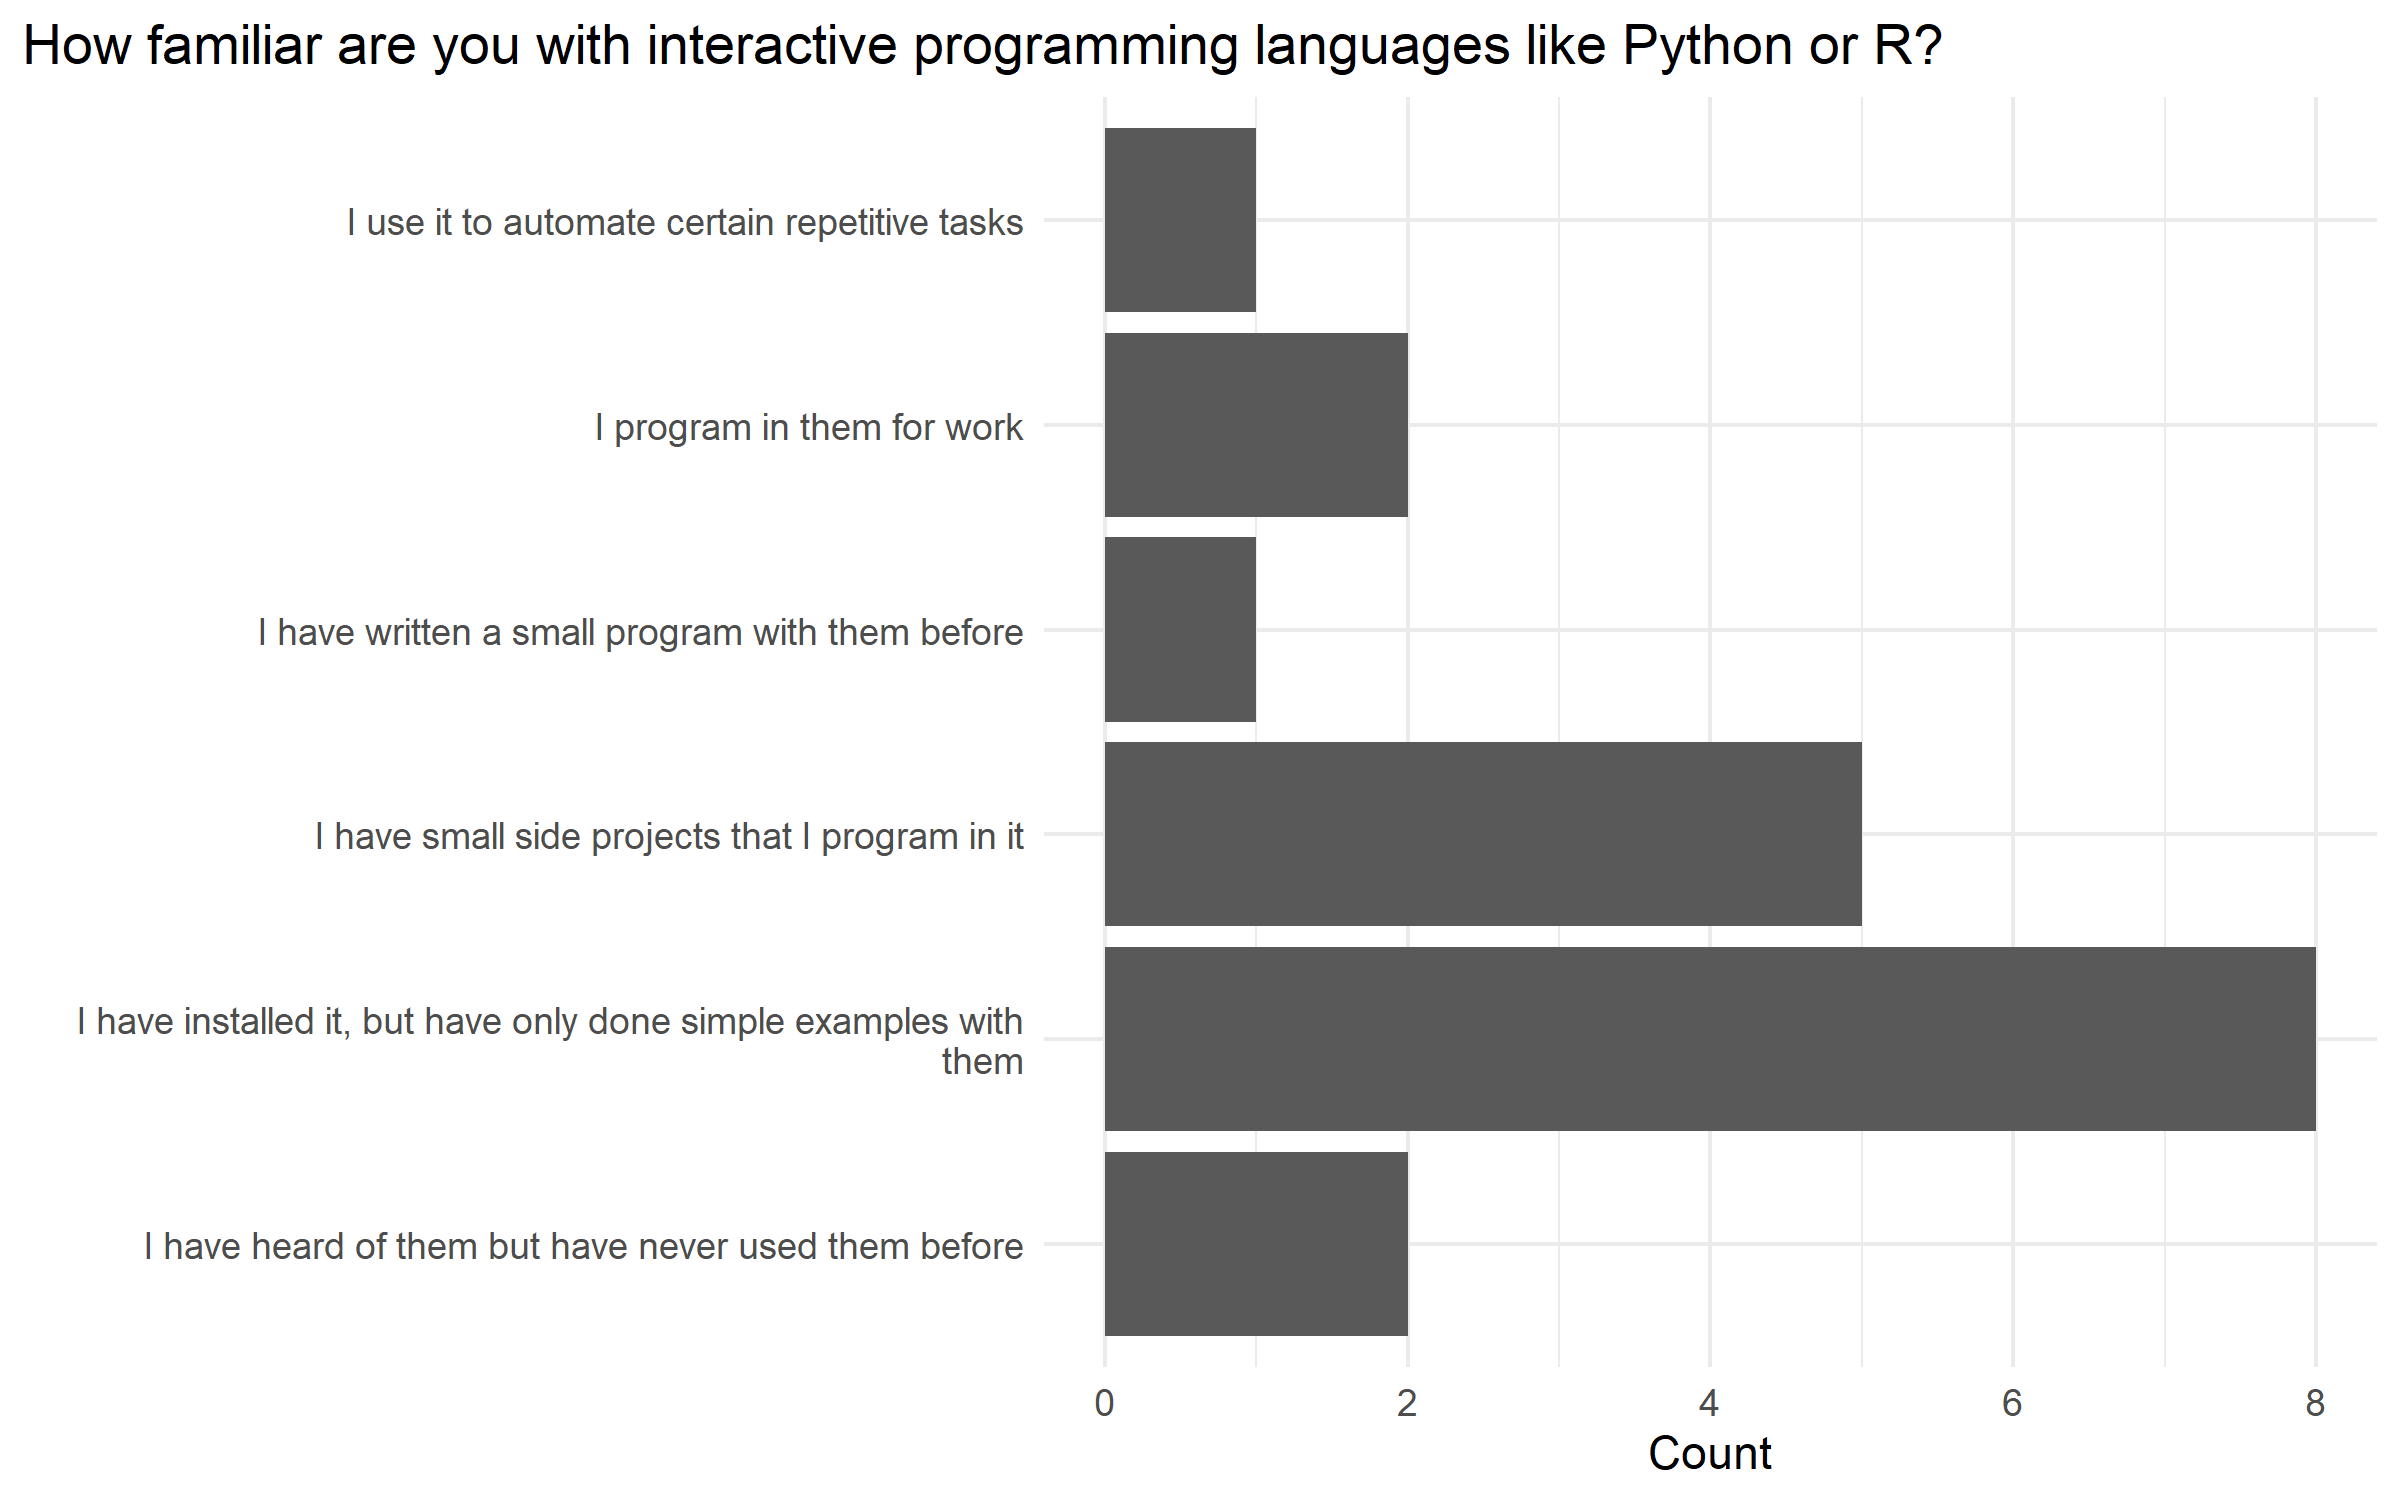 How familiar are you with interactive programming languages like Python or R?
I use it to automate certain repetitive tasks
I program in them for work
I have written a small program with them before
I have small side projects that I program in it
I have installed it, but have only done simple examples with
them
I have heard of them but have never used them before
0 2 4 6 8
Count